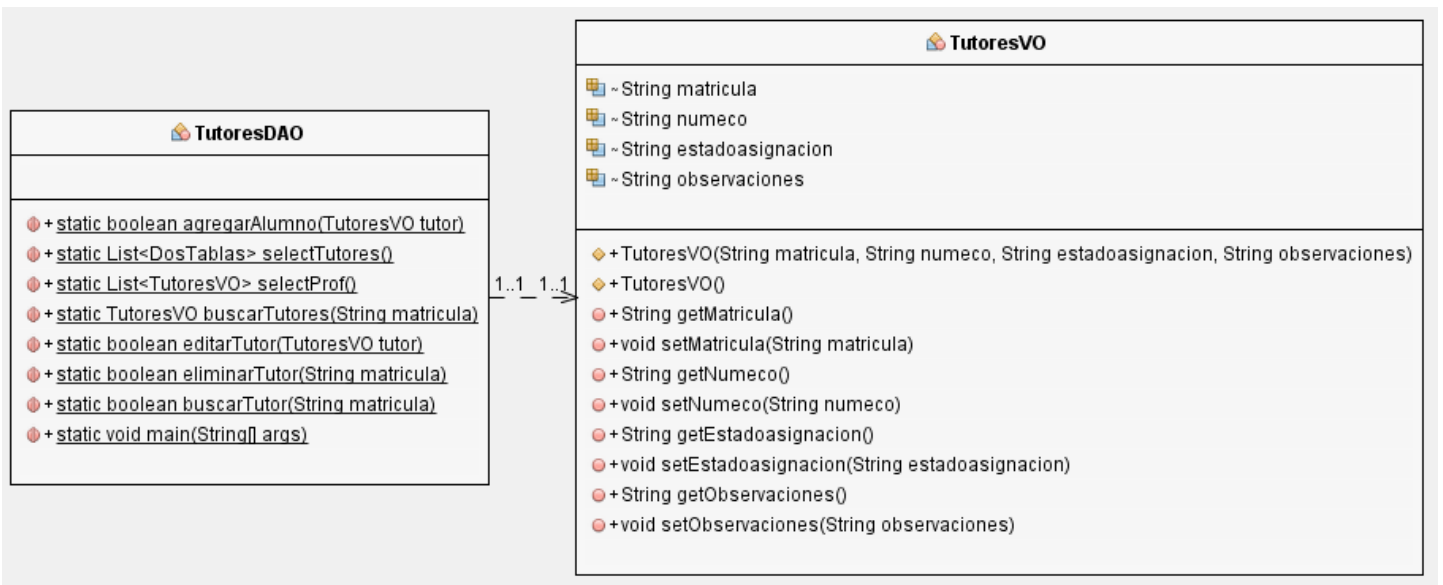 TutoresDAO
+static boolean agregarAlumno(TutoresVO tutor)
+static List<DosTablas> selectTutores()
+static List<TutoresVO> selectProf()
+static TutoresVO buscarTutores(String matricula)
+static boolean editarTutor(TutoresVO tutor)
+static boolean eliminarTutor(String matricula)
+static boolean buscarTutor(String matricula)
+static void main(String[] args)
1..1 1..1
TutoresVO
~String matricula
~String numeco
~String estadoasignacion
~String observaciones
+TutoresVO(String matricula, String numeco, String estadoasignacion, String observaciones)
+TutoresVO()
+String getMatricula()
+void setMatricula(String matricula)
+String getNumeco()
+void setNumeco(String numeco)
+String getEstadoasignacion()
+void setEstadoasignacion(String estadoasignacion)
+String getObservaciones()
+void setObservaciones(String observaciones)